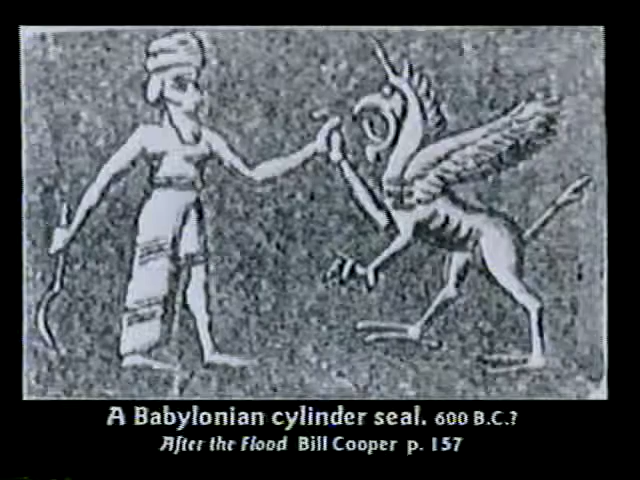 A Babylonian cylinder seal. 600 B.C.?
After the Flood Bill Cooper p. 157